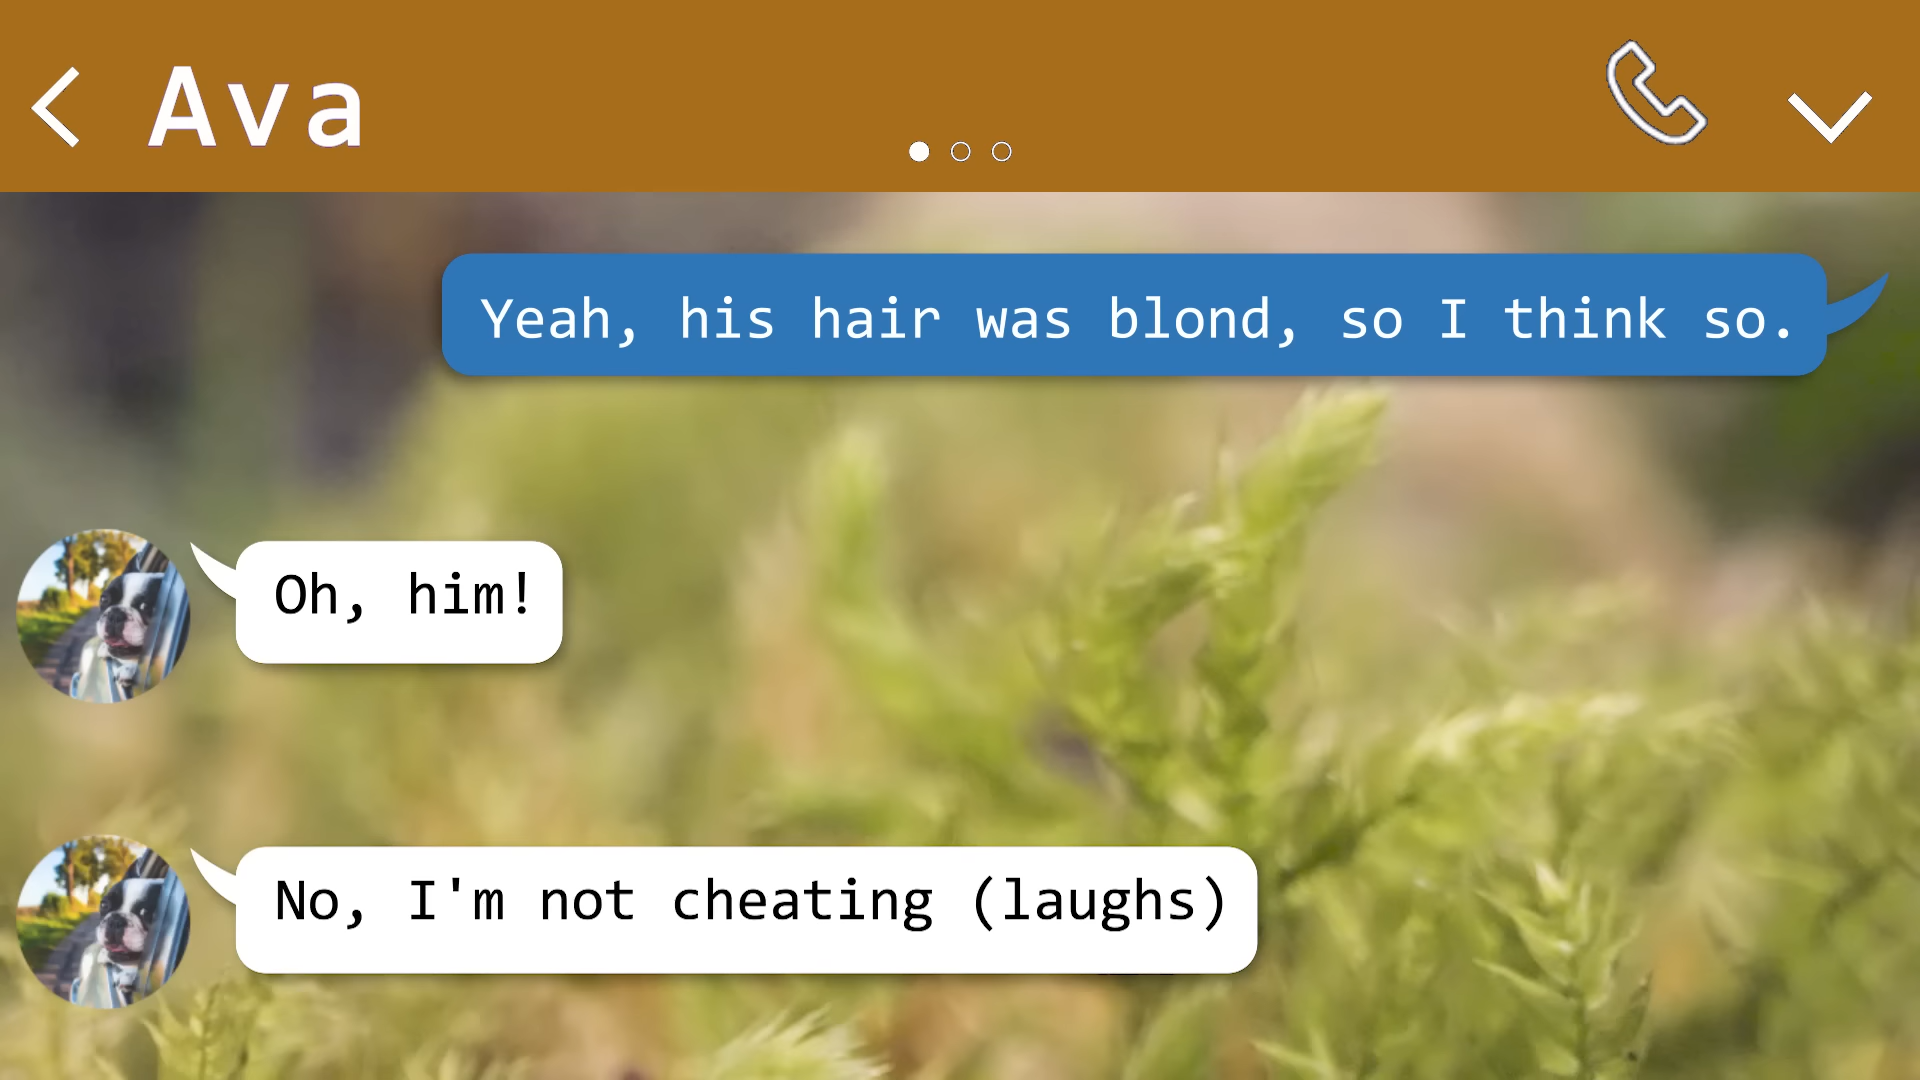 Ava
Yeah, his hair was blond, so I think so.
Oh, him!
No, I'm not cheating (laughs)